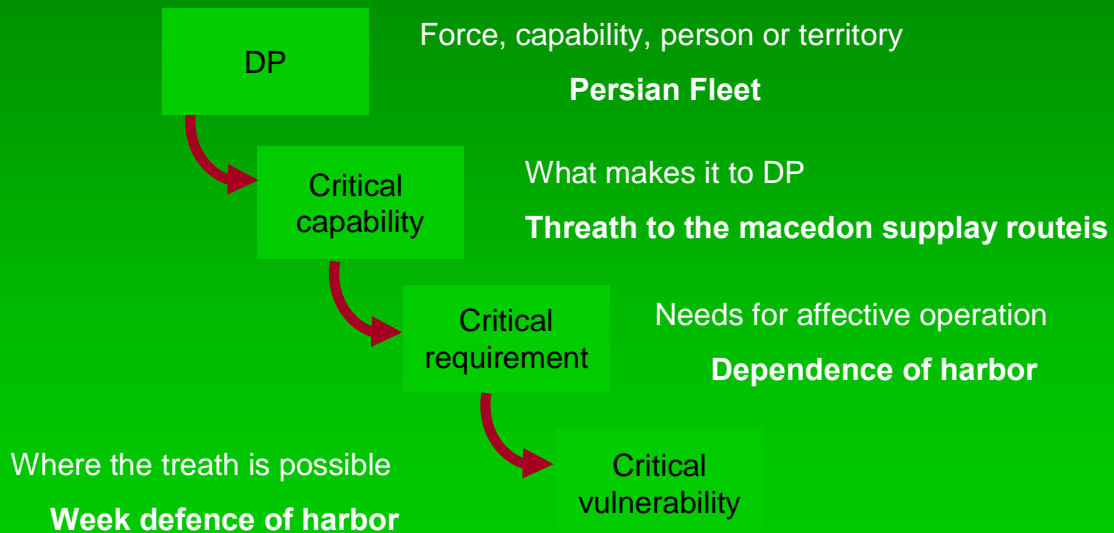 DP
Force, capability, person or territory
Persian Fleet
Critical
capability
What makes it to DP
Threath to the macedon supplay routeis
Critical
requirement
Needs for affective operation
Dependence of harbor
Critical
vulnerability
Where the treath is possible
Week defence of harbor